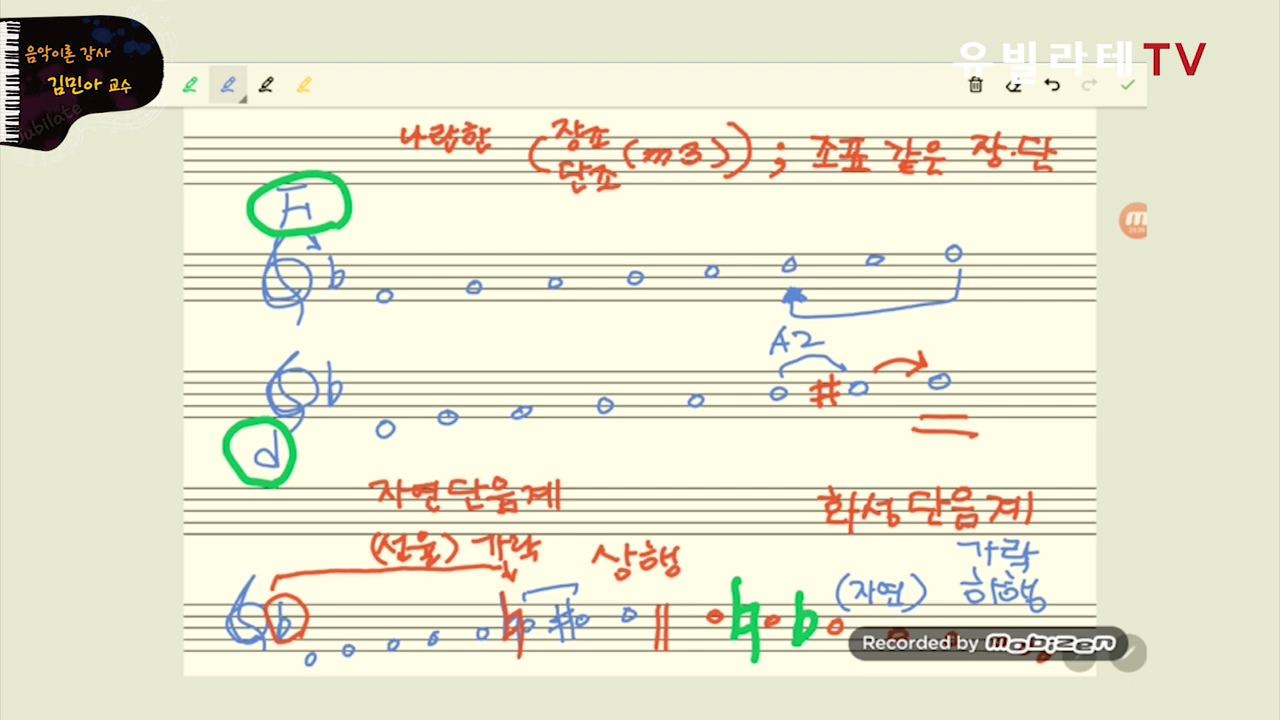 음악이론 강사
김민아 교수
Jubilate
유빌라테TV
나란한 (장조 단조 (m3)) ; 조표 같은 장·단
F
A2
d
자연단음계
화성단음계
(선율) 가락 상행
가락
(자연) 하행
Recorded by mobizen